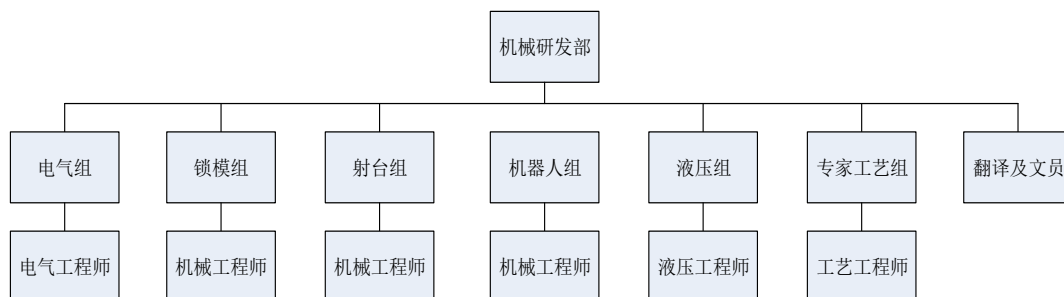 机械研发部
电气组
锁模组
射台组
机器人组
液压组
专家工艺组
翻译及文员
电气工程师
机械工程师
机械工程师
机械工程师
液压工程师
工艺工程师